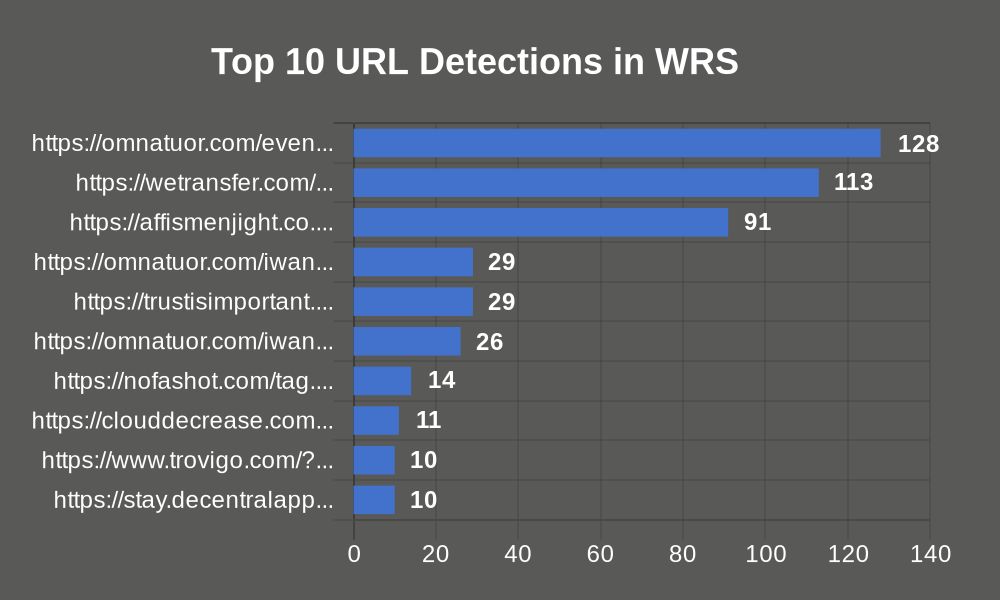 Top 10 URL Detections in WRS
https://omnatuor.com/even... 128
https://wetransfer.com/... 113
https://affismenjight.co.... 91
https://omnatuor.com/iwan... 29
https://trustisimportant.... 29
https://omnatuor.com/iwan... 26
https://nofashot.com/tag.... 14
https://clouddecrease.com... 11
https://www.trovigo.com/?... 10
https://stay.decentralapp... 10
0 20 40 60 80 100 120 140